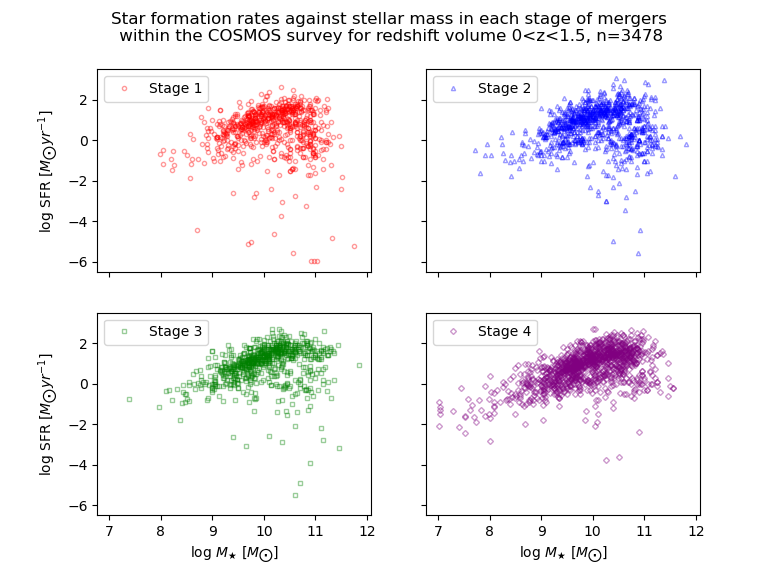 Star formation rates against stellar mass in each stage of mergers
within the COSMOS survey for redshift volume 0<z<1.5, n=3478
Stage 1
Stage 2
log SFR [M⨀yr⁻¹]
2
0
−2
−4
−6
Stage 3
Stage 4
log SFR [M⨀yr⁻¹]
2
0
−2
−4
−6
7 8 9 10 11 12
7 8 9 10 11 12
log M★ [M⨀]
log M★ [M⨀]